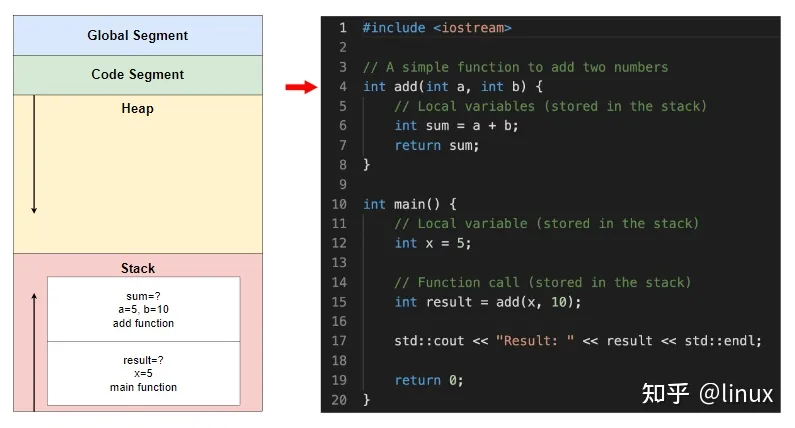 Global Segment
Code Segment
Heap
Stack
sum=?
a=5, b=10
add function
result=?
x=5
main function
1 #include <iostream>
2
3 // A simple function to add two numbers
4 int add(int a, int b) {
5     // Local variables (stored in the stack)
6     int sum = a + b;
7     return sum;
8 }
9
10 int main() {
11     // Local variable (stored in the stack)
12     int x = 5;
13
14     // Function call (stored in the stack)
15     int result = add(x, 10);
16
17     std::cout << "Result: " << result << std::endl;
18
19     return 0;
20 }
知乎 @linux